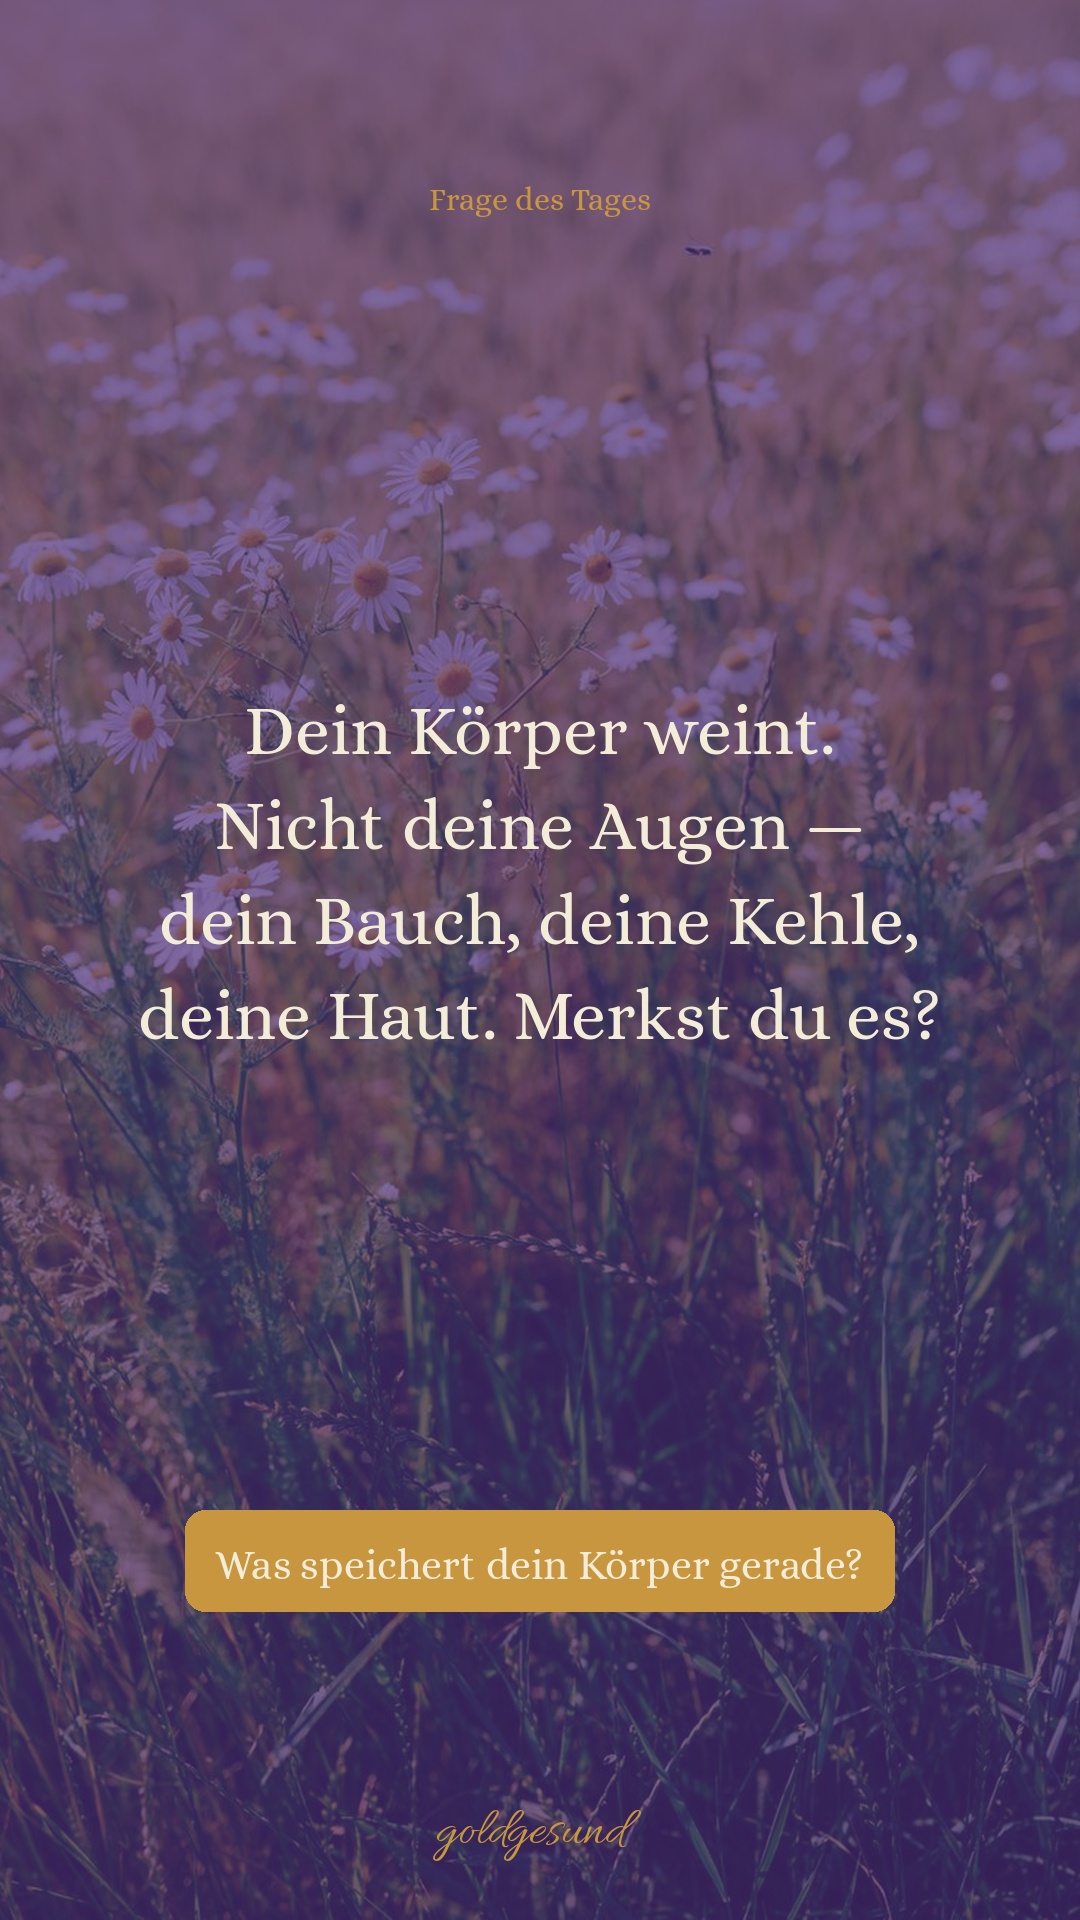 Frage des Tages
Dein Körper weint.
Nicht deine Augen —
dein Bauch, deine Kehle,
deine Haut. Merkst du es?
Was speichert dein Körper gerade?
goldgesund